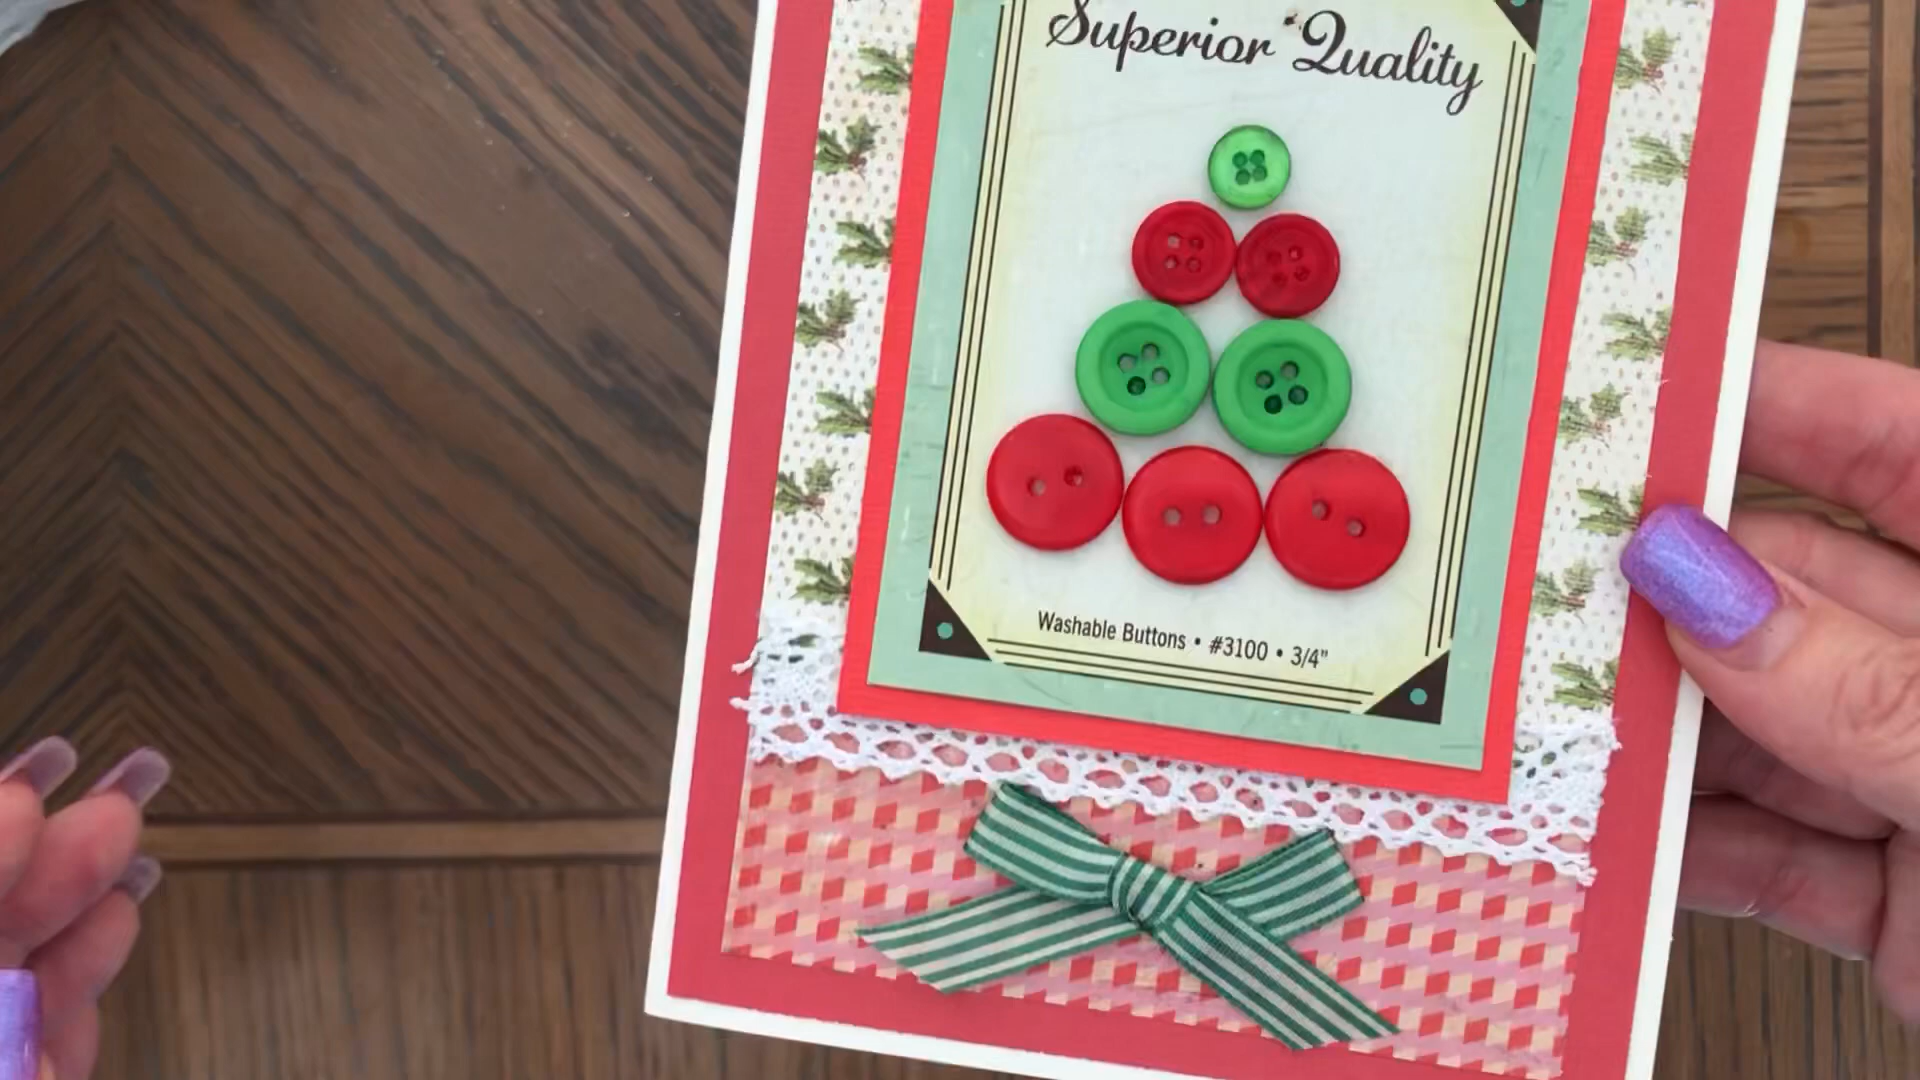 Superior Quality
Washable Buttons • #3100 • 3/4"